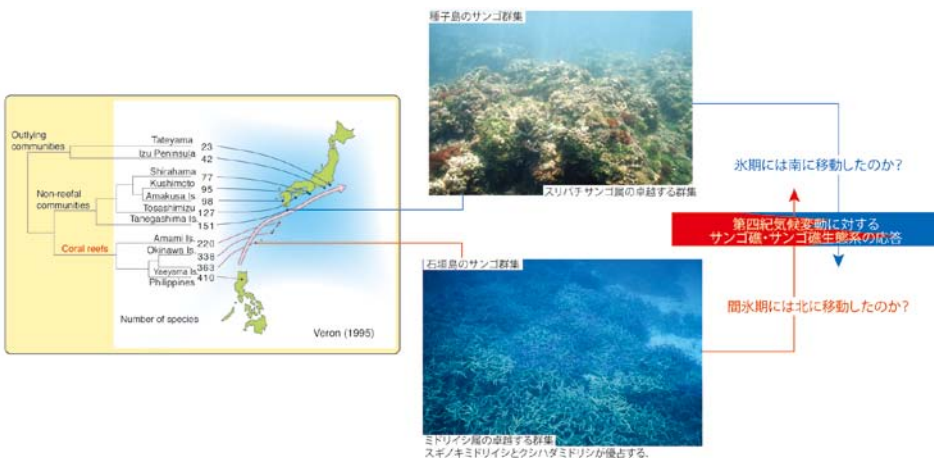 種子島のサンゴ群集
Outlying
communities
Tateyama
23
Izu Peninsula
42
Shirahama
77
Kushimoto
95
Non-reefal
communities
Amakusa Is.
98
Tosashimizu
127
Tanegashima Is.
151
Coral reefs
Amami Is.
220
Okinawa Is.
338
Yaeyama Is.
363
Philippines
410
Number of species
Veron (1995)
スリバチサンゴ属の卓越する群集
石垣島のサンゴ群集
ミドリイシ属の卓越する群集
スギノキミドリイシとクシハダミドリシが優占する.
氷期には南に移動したのか?
第四紀気候変動に対する
サンゴ礁・サンゴ礁生態系の応答
間氷期には北に移動したのか?